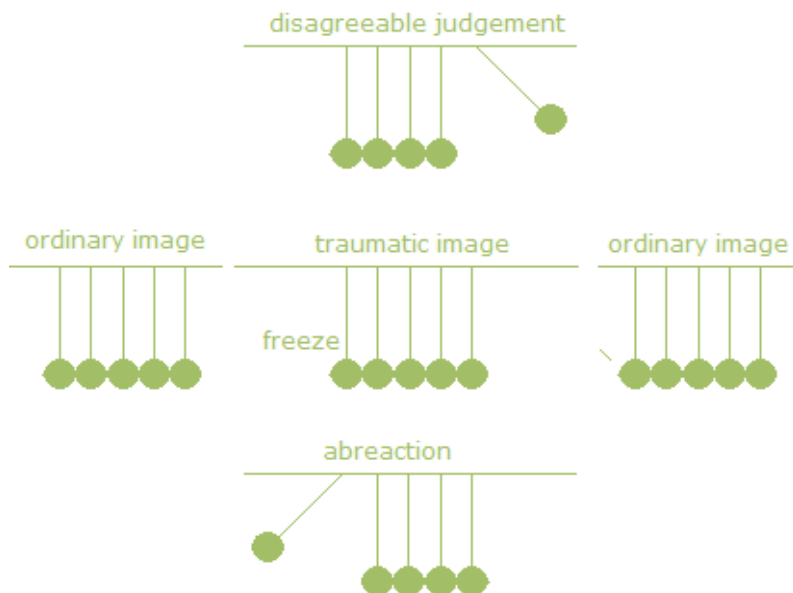 disagreeable judgement
ordinary image
traumatic image
ordinary image
freeze
abreaction